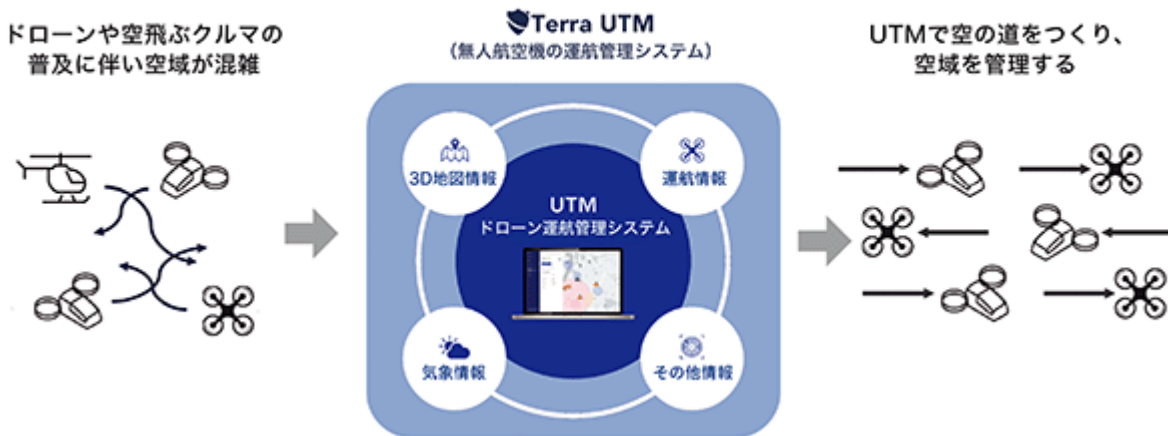 ドローンや空飛ぶクルマの
普及に伴い空域が混雑
Terra UTM
（無人航空機の運航管理システム）
3D地図情報
運航情報
UTM
ドローン運航管理システム
気象情報
その他情報
UTMで空の道をつくり、
空域を管理する